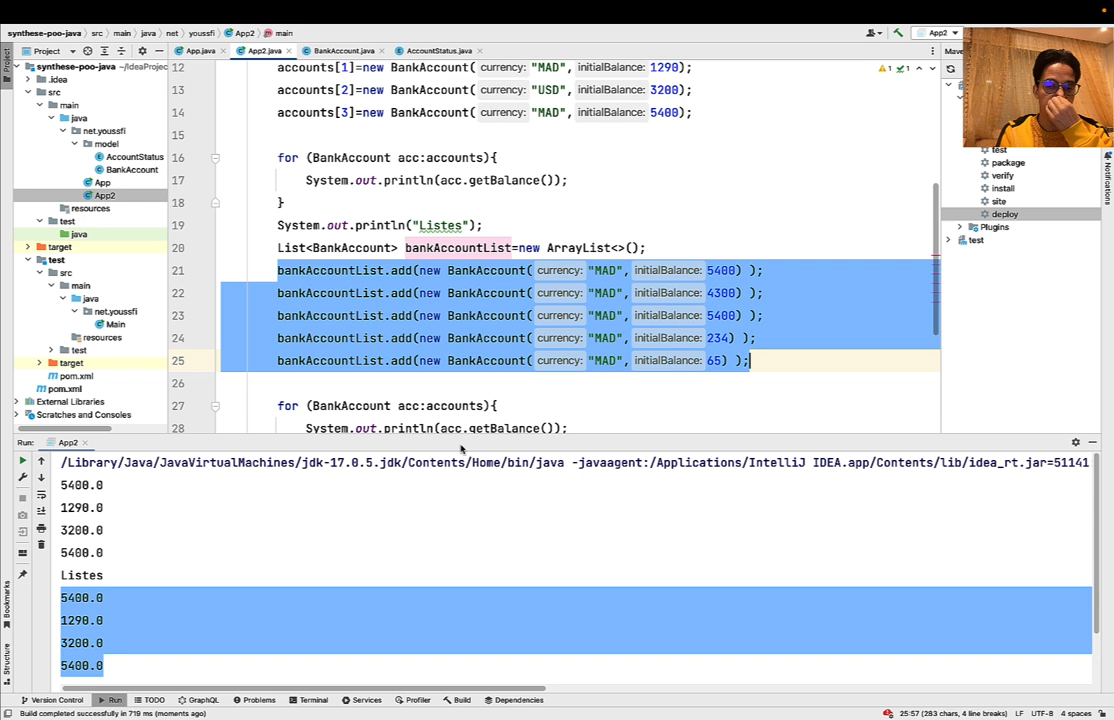 synthese-poo-java > src > main > java > net > youssfi > App2 > main
App2
Project
App.java
App2.java
BankAccount.java
AccountStatus.java
Project
synthese-poo-java ~/IdeaProjec
.idea
src
main
java
net.youssfi
model
AccountStatus
BankAccount
App
App2
resources
test
java
target
test
src
main
java
net.youssfi
Main
resources
test
target
pom.xml
pom.xml
External Libraries
Scratches and Consoles
12 accounts[1]=new BankAccount( currency: "MAD", initialBalance: 1290);
13 accounts[2]=new BankAccount( currency: "USD", initialBalance: 3200);
14 accounts[3]=new BankAccount( currency: "MAD", initialBalance: 5400);
15
16 for (BankAccount acc:accounts){
17 System.out.println(acc.getBalance());
18 }
19 System.out.println("Listes");
20 List<BankAccount> bankAccountList=new ArrayList<>();
21 bankAccountList.add(new BankAccount( currency: "MAD", initialBalance: 5400) );
22 bankAccountList.add(new BankAccount( currency: "MAD", initialBalance: 4300) );
23 bankAccountList.add(new BankAccount( currency: "MAD", initialBalance: 5400) );
24 bankAccountList.add(new BankAccount( currency: "MAD", initialBalance: 234) );
25 bankAccountList.add(new BankAccount( currency: "MAD", initialBalance: 65) );
26
27 for (BankAccount acc:accounts){
28 System.out.println(acc.getBalance());
1 1
Mave
test
package
verify
install
site
deploy
Plugins
test
Notifications
Run: App2
/Library/Java/JavaVirtualMachines/jdk-17.0.5.jdk/Contents/Home/bin/java -javaagent:/Applications/IntelliJ IDEA.app/Contents/lib/idea_rt.jar=51141
5400.0
1290.0
3200.0
5400.0
Listes
5400.0
1290.0
3200.0
5400.0
Bookmarks
Structure
Version Control
Run
TODO
GraphQL
Problems
Terminal
Services
Profiler
Build
Dependencies
Build completed successfully in 719 ms (moments ago)
25:57 (283 chars, 4 line breaks) LF UTF-8 4 spaces